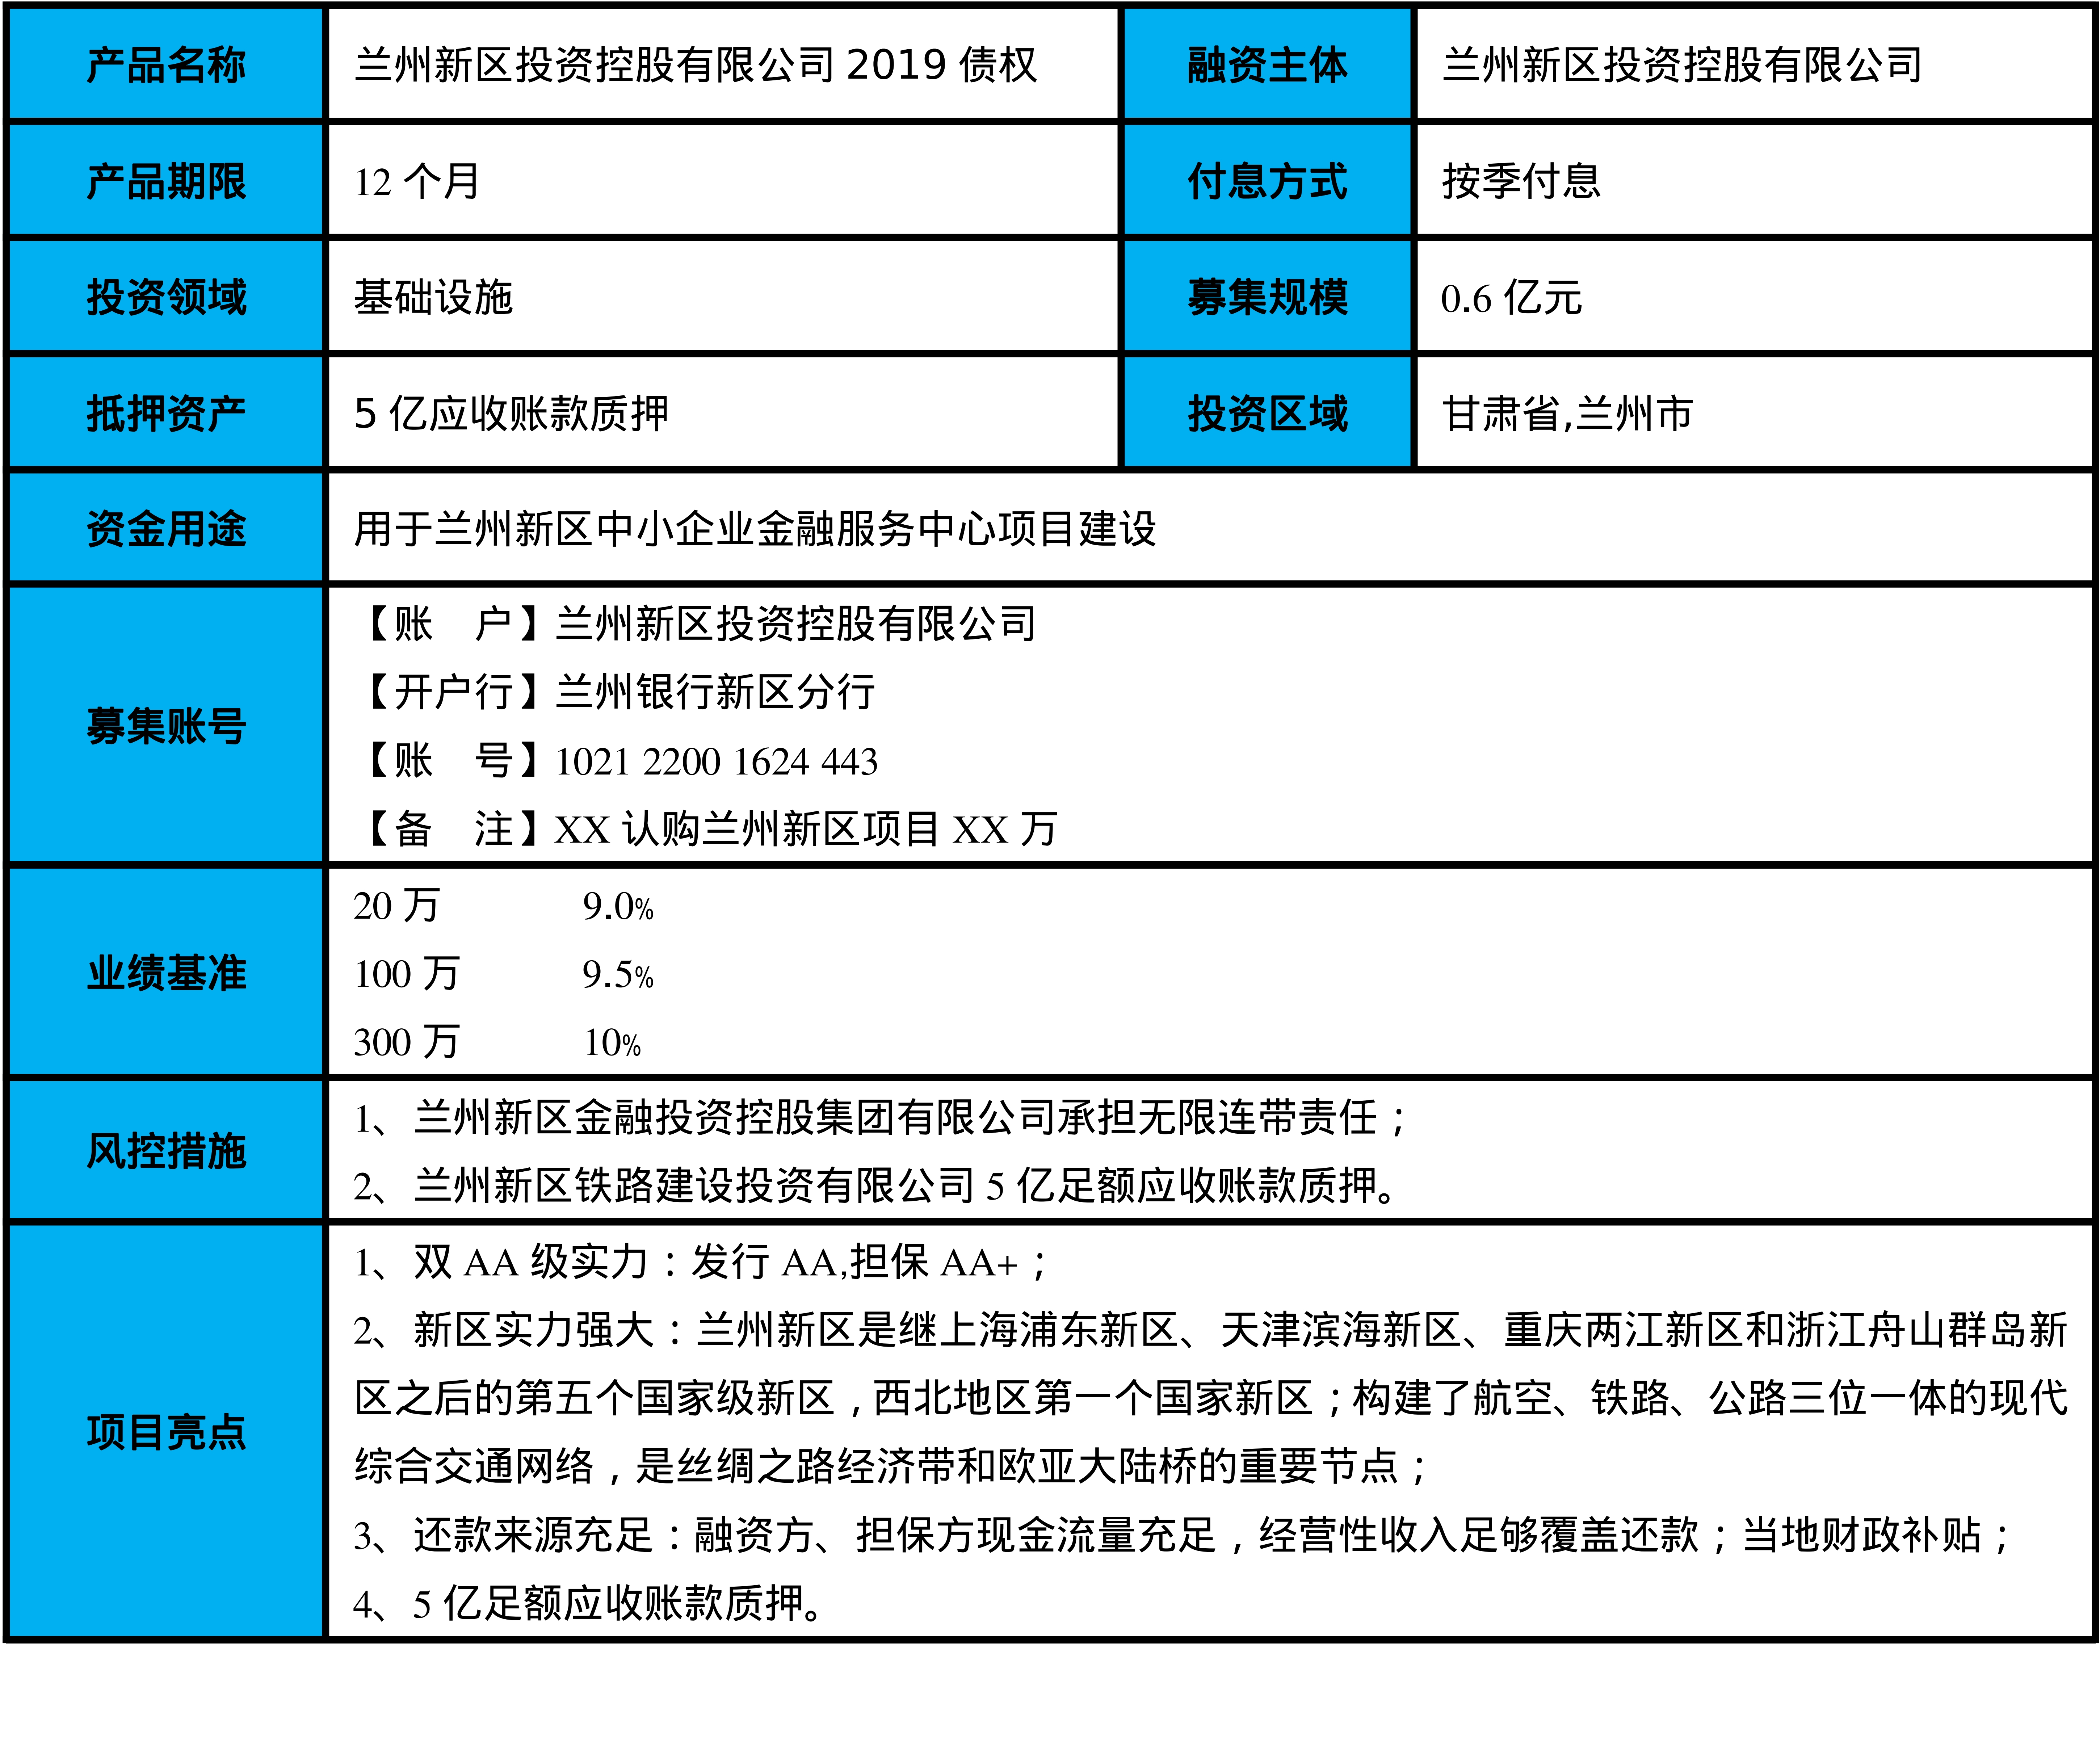 产品名称 兰州新区投资控股有限公司 2019 债权 融资主体 兰州新区投资控股有限公司
产品期限 12 个月 付息方式 按季付息
投资领域 基础设施 募集规模 0.6 亿元
抵押资产 5 亿应收账款质押 投资区域 甘肃省,兰州市
资金用途 用于兰州新区中小企业金融服务中心项目建设
募集账号
【账　户】兰州新区投资控股有限公司
【开户行】兰州银行新区分行
【账　号】1021 2200 1624 443
【备　注】XX 认购兰州新区项目 XX 万
业绩基准
20 万 9.0%
100 万 9.5%
300 万 10%
风控措施
1、兰州新区金融投资控股集团有限公司承担无限连带责任；
2、兰州新区铁路建设投资有限公司 5 亿足额应收账款质押。
项目亮点
1、双 AA 级实力：发行 AA,担保 AA+；
2、新区实力强大：兰州新区是继上海浦东新区、天津滨海新区、重庆两江新区和浙江舟山群岛新
区之后的第五个国家级新区，西北地区第一个国家新区；构建了航空、铁路、公路三位一体的现代
综合交通网络，是丝绸之路经济带和欧亚大陆桥的重要节点；
3、还款来源充足：融资方、担保方现金流量充足，经营性收入足够覆盖还款；当地财政补贴；
4、5 亿足额应收账款质押。